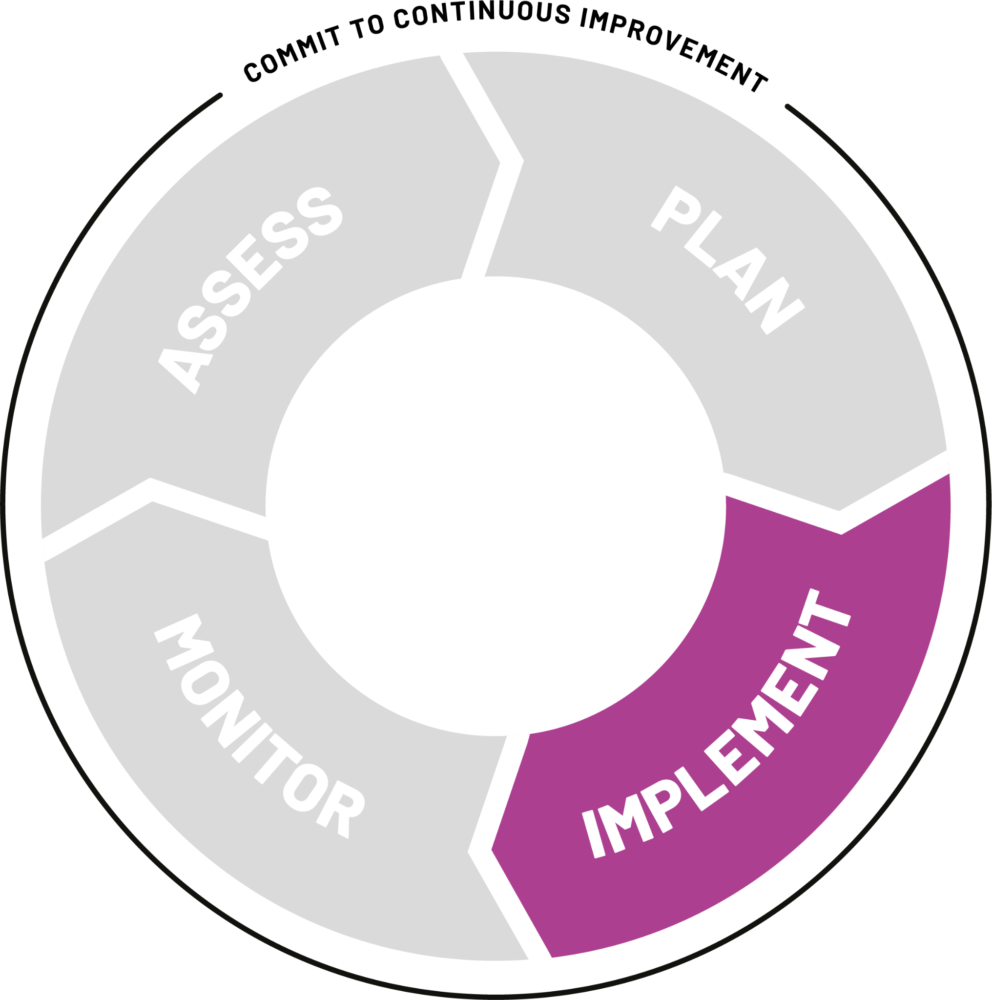 COMMIT TO CONTINUOUS IMPROVEMENT
ASSESS
PLAN
IMPLEMENT
MONITOR